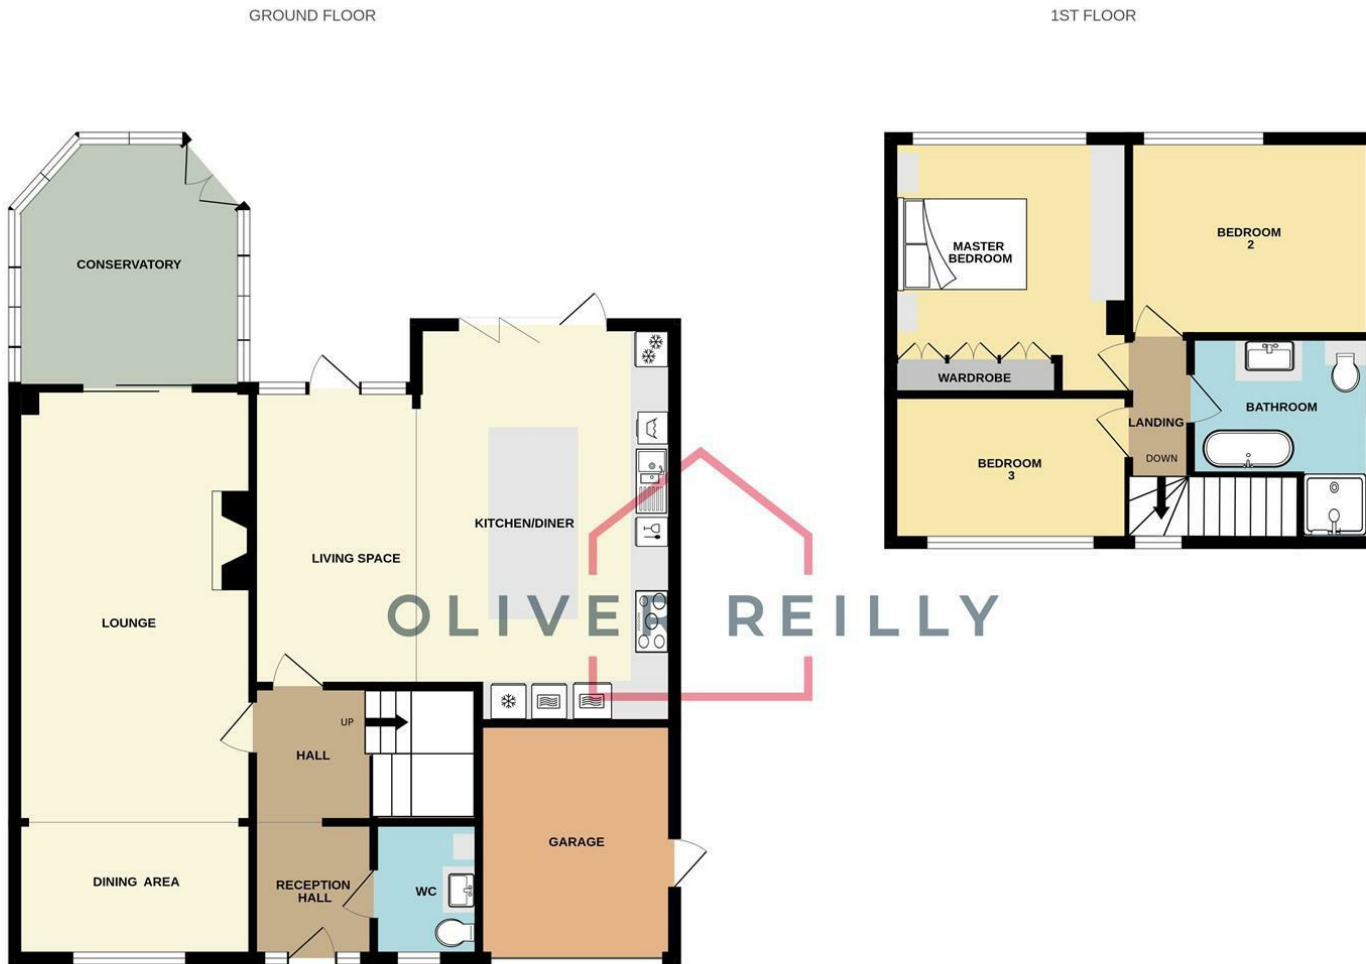 GROUND FLOOR
1ST FLOOR
CONSERVATORY
LOUNGE
DINING AREA
LIVING SPACE
KITCHEN/DINER
UP
HALL
RECEPTION
HALL
WC
GARAGE
MASTER
BEDROOM
WARDROBE
BEDROOM
2
BEDROOM
3
LANDING
DOWN
BATHROOM
OLIVER REILLY